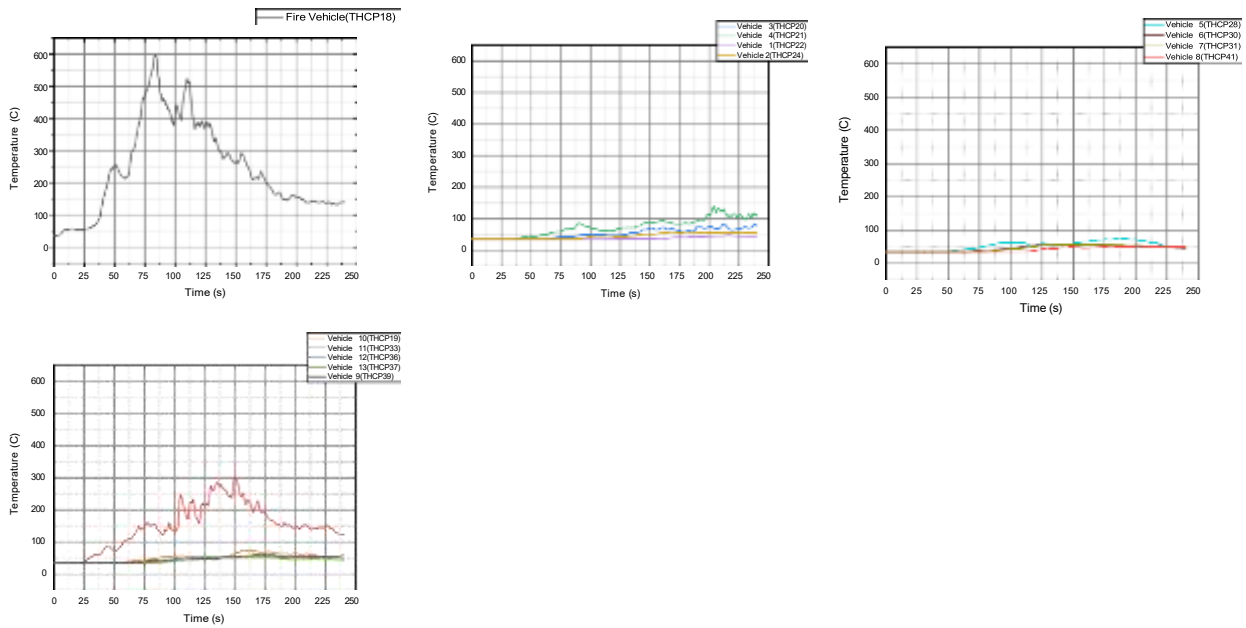 Fire Vehicle(THCP18)
Temperature (C)
600
500
400
300
200
100
0
0 25 50 75 100 125 150 175 200 225 250
Time (s)
Vehicle 3(THCP20)
Vehicle 4(THCP21)
Vehicle 1(THCP22)
Vehicle 2(THCP24)
Temperature (C)
600
500
400
300
200
100
0
0 25 50 75 100 125 150 175 200 225 250
Time (s)
Vehicle 5(THCP28)
Vehicle 6(THCP30)
Vehicle 7(THCP31)
Vehicle 8(THCP41)
Temperature (C)
600
500
400
300
200
100
0
0 25 50 75 100 125 150 175 200 225 250
Time (s)
Vehicle 10(THCP19)
Vehicle 11(THCP33)
Vehicle 12(THCP36)
Vehicle 13(THCP37)
Vehicle 9(THCP39)
Temperature (C)
600
500
400
300
200
100
0
0 25 50 75 100 125 150 175 200 225 250
Time (s)